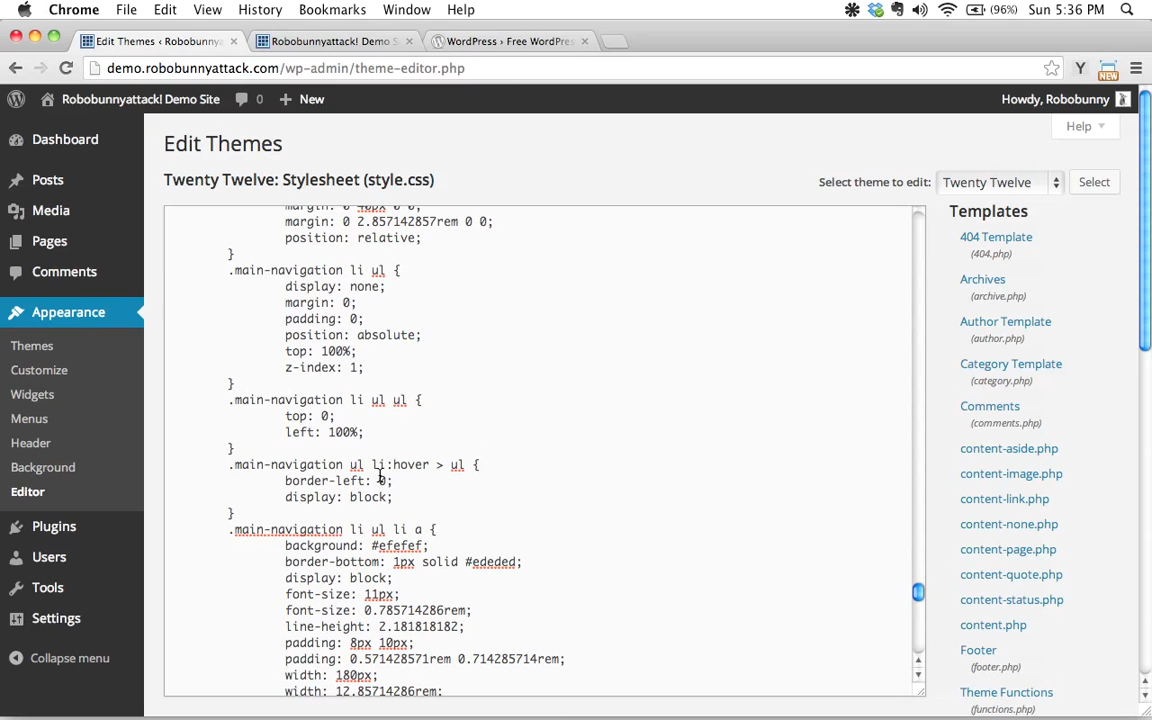 Chrome File Edit View History Bookmarks Window Help (96%) Sun 5:36 PM
Edit Themes ‹ Robobunnya Robobunnyattack! Demo S WordPress › Free WordPre
demo.robobunnyattack.com/wp-admin/theme-editor.php Y NEW
Robobunnyattack! Demo Site 0 + New Howdy, Robobunny
Help
Dashboard
Posts
Media
Pages
Comments
Appearance
Themes
Customize
Widgets
Menus
Header
Background
Editor
Plugins
Users
Tools
Settings
Collapse menu
Edit Themes
Twenty Twelve: Stylesheet (style.css)
Select theme to edit: Twenty Twelve Select
margin: 0 40px 0 0;
margin: 0 2.857142857rem 0 0;
position: relative;
}
.main-navigation li ul {
display: none;
margin: 0;
padding: 0;
position: absolute;
top: 100%;
z-index: 1;
}
.main-navigation li ul ul {
top: 0;
left: 100%;
}
.main-navigation ul li:hover > ul {
border-left: 0;
display: block;
}
.main-navigation li ul li a {
background: #efefef;
border-bottom: 1px solid #ededed;
display: block;
font-size: 11px;
font-size: 0.785714286rem;
line-height: 2.181818182;
padding: 8px 10px;
padding: 0.571428571rem 0.714285714rem;
width: 180px;
width: 12.85714286rem;
Templates
404 Template
(404.php)
Archives
(archive.php)
Author Template
(author.php)
Category Template
(category.php)
Comments
(comments.php)
content-aside.php
content-image.php
content-link.php
content-none.php
content-page.php
content-quote.php
content-status.php
content.php
Footer
(footer.php)
Theme Functions
(functions.php)